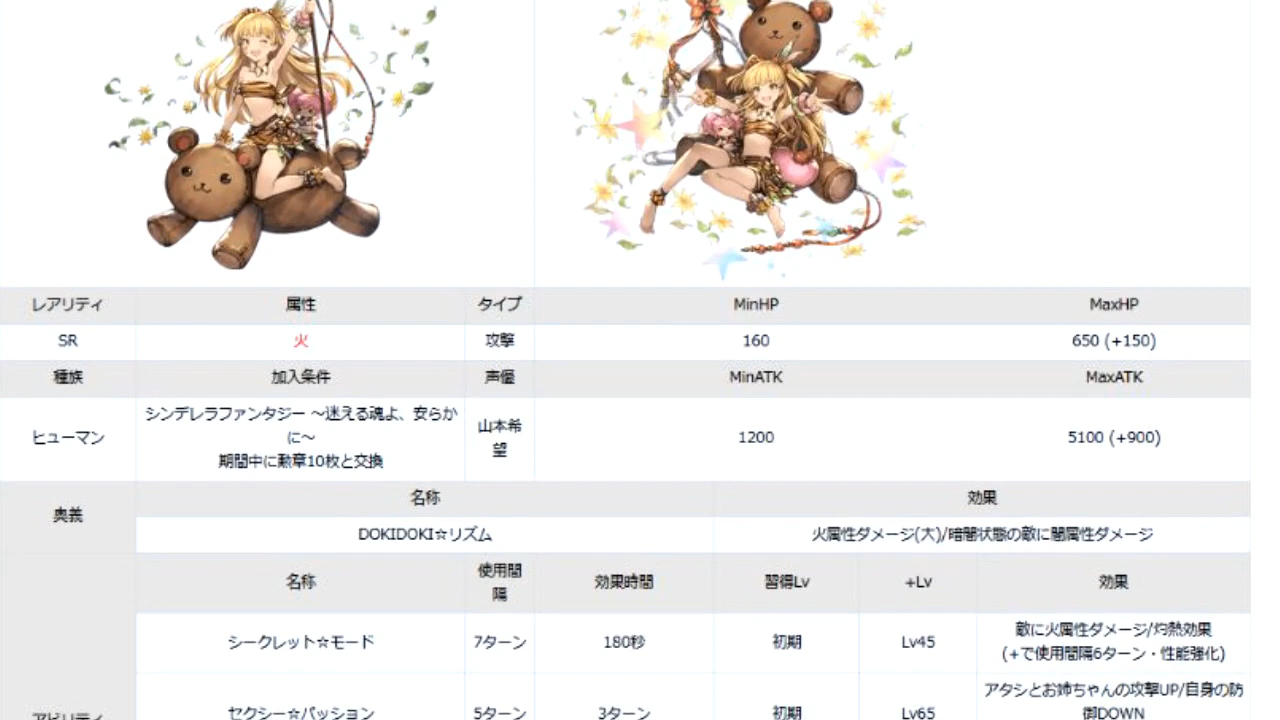 レアリティ 属性 タイプ MinHP MaxHP
SR 火 攻撃 160 650 (+150)
種族 加入条件 声優 MinATK MaxATK
ヒューマン シンデレラファンタジー ～迷える魂よ、安らか
に～
期間中に勲章10枚と交換 山本希
望 1200 5100 (+900)
奥義 名称 効果
DOKIDOKI☆リズム 火属性ダメージ(大)/暗闇状態の敵に闇属性ダメージ
名称 使用間
隔 効果時間 習得Lv +Lv 効果
シークレット☆モード 7ターン 180秒 初期 Lv45 敵に火属性ダメージ/灼熱効果
(+で使用間隔6ターン・性能強化)
アビリティ セクシー☆パッション 5ターン 3ターン 初期 Lv65 アタシとお姉ちゃんの攻撃UP/自身の防
御DOWN